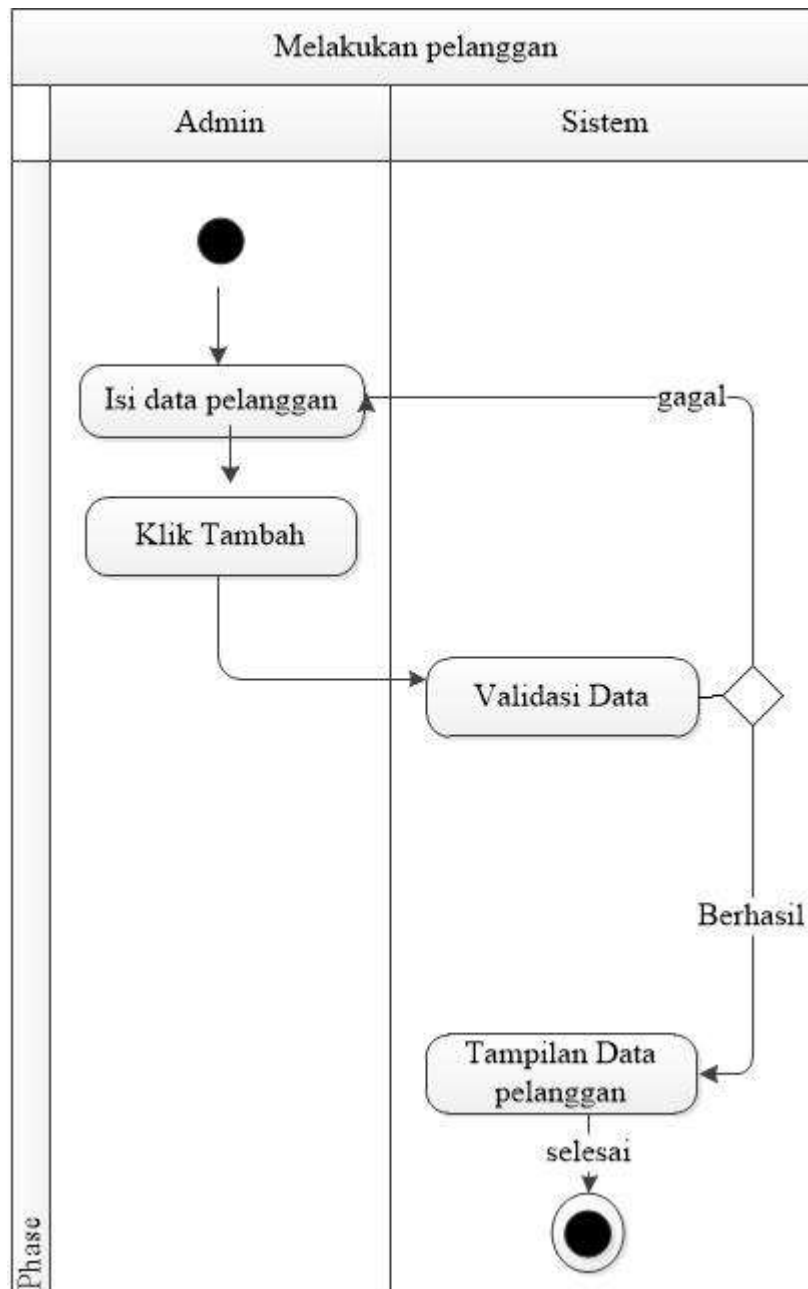 Melakukan pelanggan
Admin
Sistem
Isi data pelanggan
gagal
Klik Tambah
Validasi Data
Berhasil
Tampilan Data
pelanggan
selesai
Phase